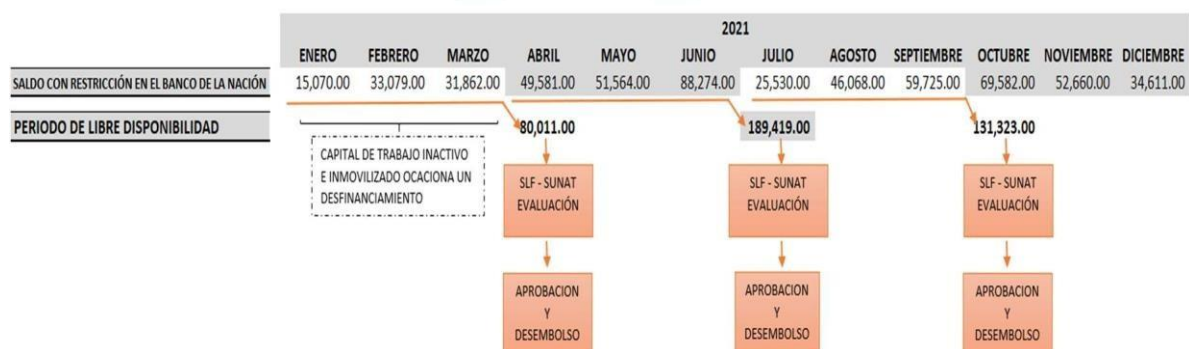 2021
ENERO FEBRERO MARZO ABRIL MAYO JUNIO JULIO AGOSTO SEPTIEMBRE OCTUBRE NOVIEMBRE DICIEMBRE
SALDO CON RESTRICCIÓN EN EL BANCO DE LA NACIÓN 15,070.00 33,079.00 31,862.00 49,581.00 51,564.00 88,274.00 25,530.00 46,068.00 59,725.00 69,582.00 52,660.00 34,611.00
PERIODO DE LIBRE DISPONIBILIDAD 80,011.00 189,419.00 131,323.00
CAPITAL DE TRABAJO INACTIVO
E INMOVILIZADO OCACIONA UN
DESFINANCIAMIENTO
SLF - SUNAT
EVALUACIÓN
SLF - SUNAT
EVALUACIÓN
SLF - SUNAT
EVALUACIÓN
APROBACION
Y
DESEMBOLSO
APROBACION
Y
DESEMBOLSO
APROBACION
Y
DESEMBOLSO